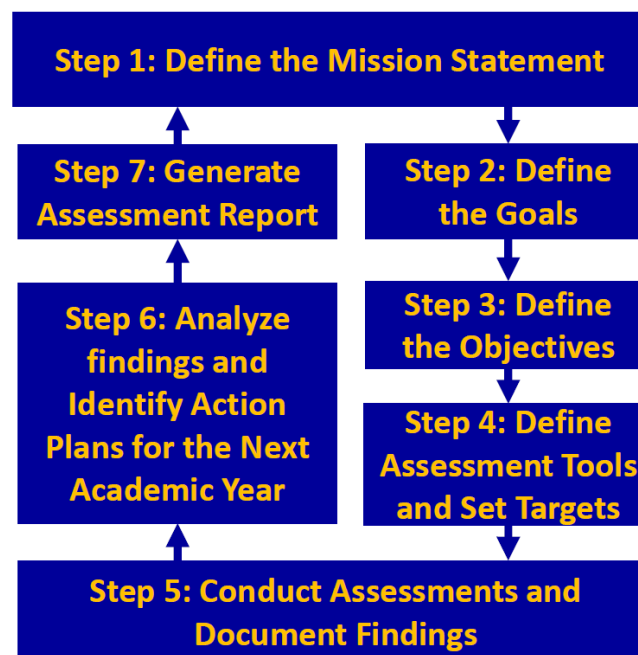 Step 1: Define the Mission Statement
Step 2: Define
the Goals
Step 3: Define
the Objectives
Step 4: Define
Assessment Tools
and Set Targets
Step 5: Conduct Assessments and
Document Findings
Step 6: Analyze
findings and
Identify Action
Plans for the Next
Academic Year
Step 7: Generate
Assessment Report